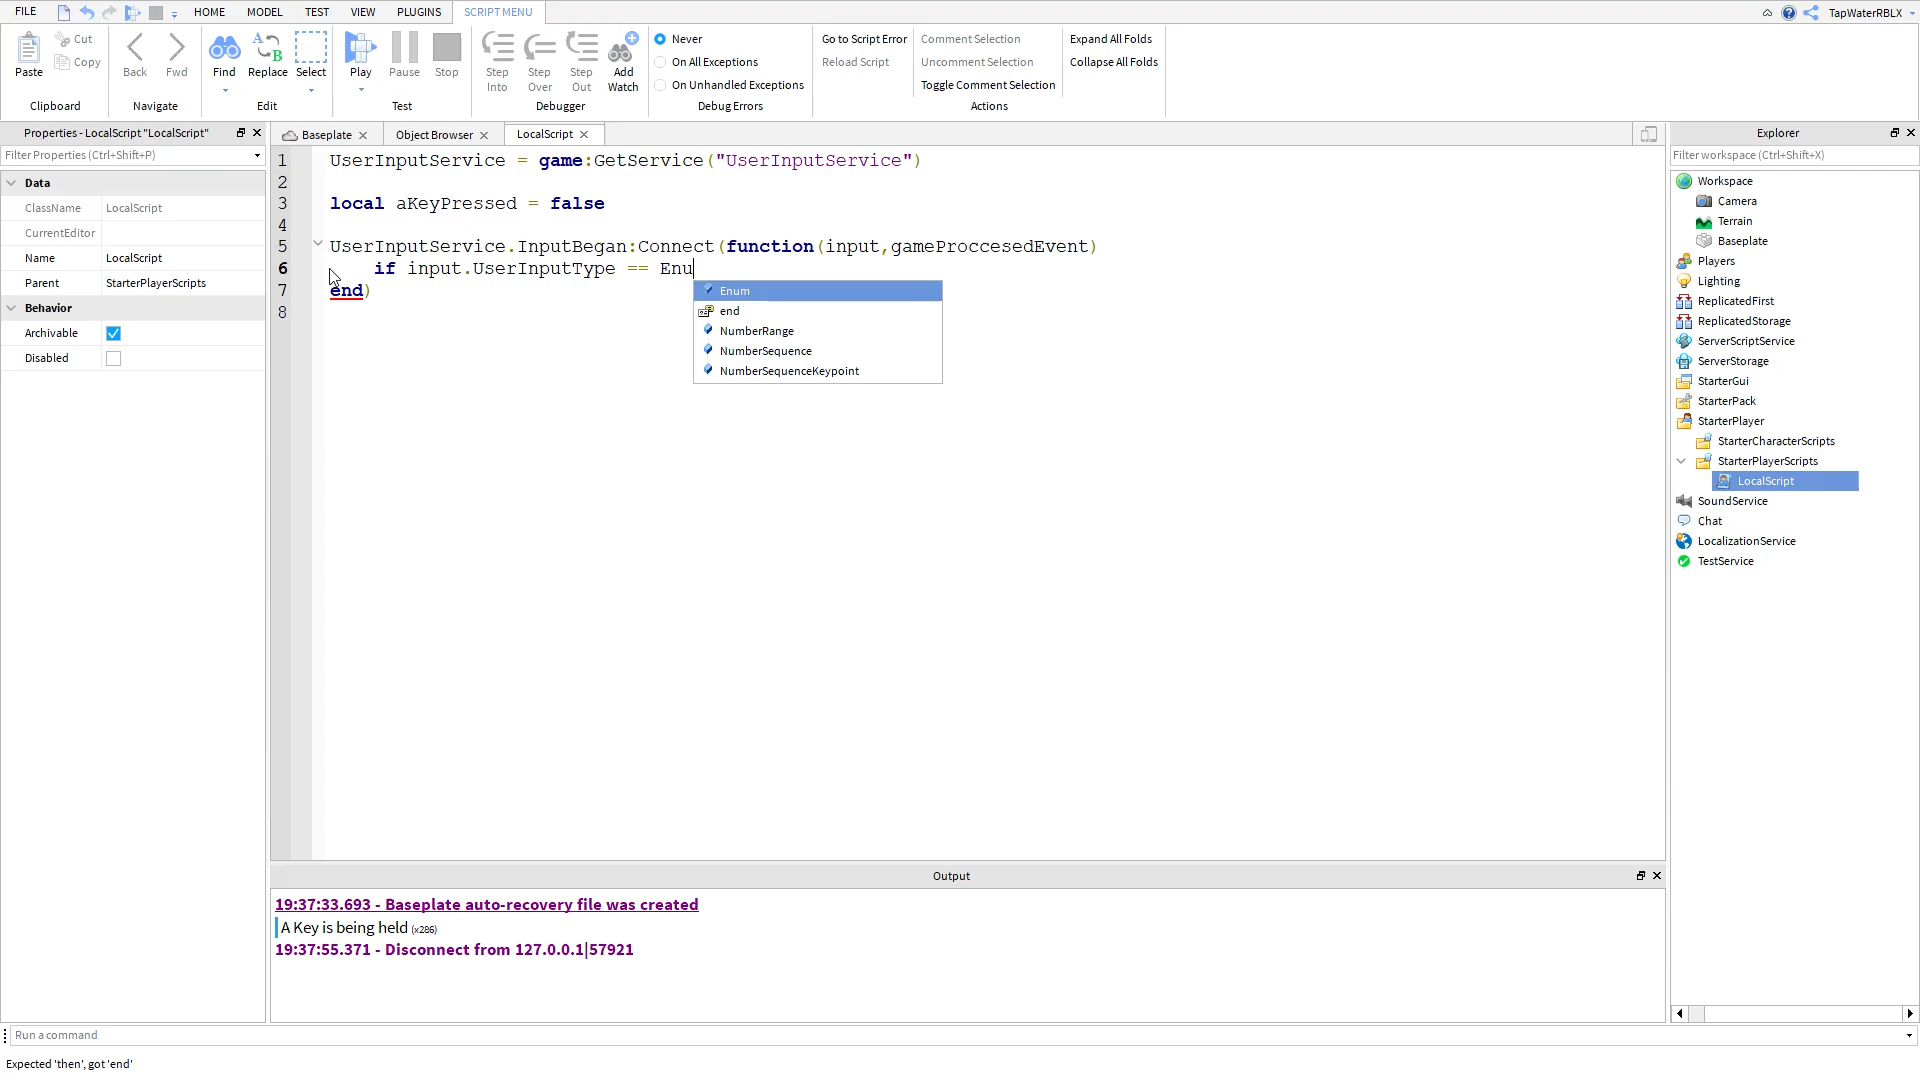 FILE HOME MODEL TEST VIEW PLUGINS SCRIPT MENU TapWaterRBLX
Cut
Copy
Paste Back Fwd Find Replace Select Play Pause Stop
Step Into
Step Over
Step Out
Add Watch
Never
On All Exceptions
On Unhandled Exceptions
Go to Script Error
Reload Script
Comment Selection
Uncomment Selection
Toggle Comment Selection
Expand All Folds
Collapse All Folds
Clipboard Navigate Edit Test Debugger Debug Errors Actions
Properties - LocalScript "LocalScript"
Filter Properties (Ctrl+Shift+P)
Data
ClassName LocalScript
CurrentEditor
Name LocalScript
Parent StarterPlayerScripts
Behavior
Archivable
Disabled
Baseplate Object Browser LocalScript
1 UserInputService = game:GetService("UserInputService")
2
3 local aKeyPressed = false
4
5 UserInputService.InputBegan:Connect(function(input,gameProccesedEvent)
6 if input.UserInputType == Enu
7 end)
8
Enum
end
NumberRange
NumberSequence
NumberSequenceKeypoint
Output
19:37:33.693 - Baseplate auto-recovery file was created
A Key is being held (x286)
19:37:55.371 - Disconnect from 127.0.0.1|57921
Explorer
Filter workspace (Ctrl+Shift+X)
Workspace
Camera
Terrain
Baseplate
Players
Lighting
ReplicatedFirst
ReplicatedStorage
ServerScriptService
ServerStorage
StarterGui
StarterPack
StarterPlayer
StarterCharacterScripts
StarterPlayerScripts
LocalScript
SoundService
Chat
LocalizationService
TestService
Run a command
Expected 'then', got 'end'